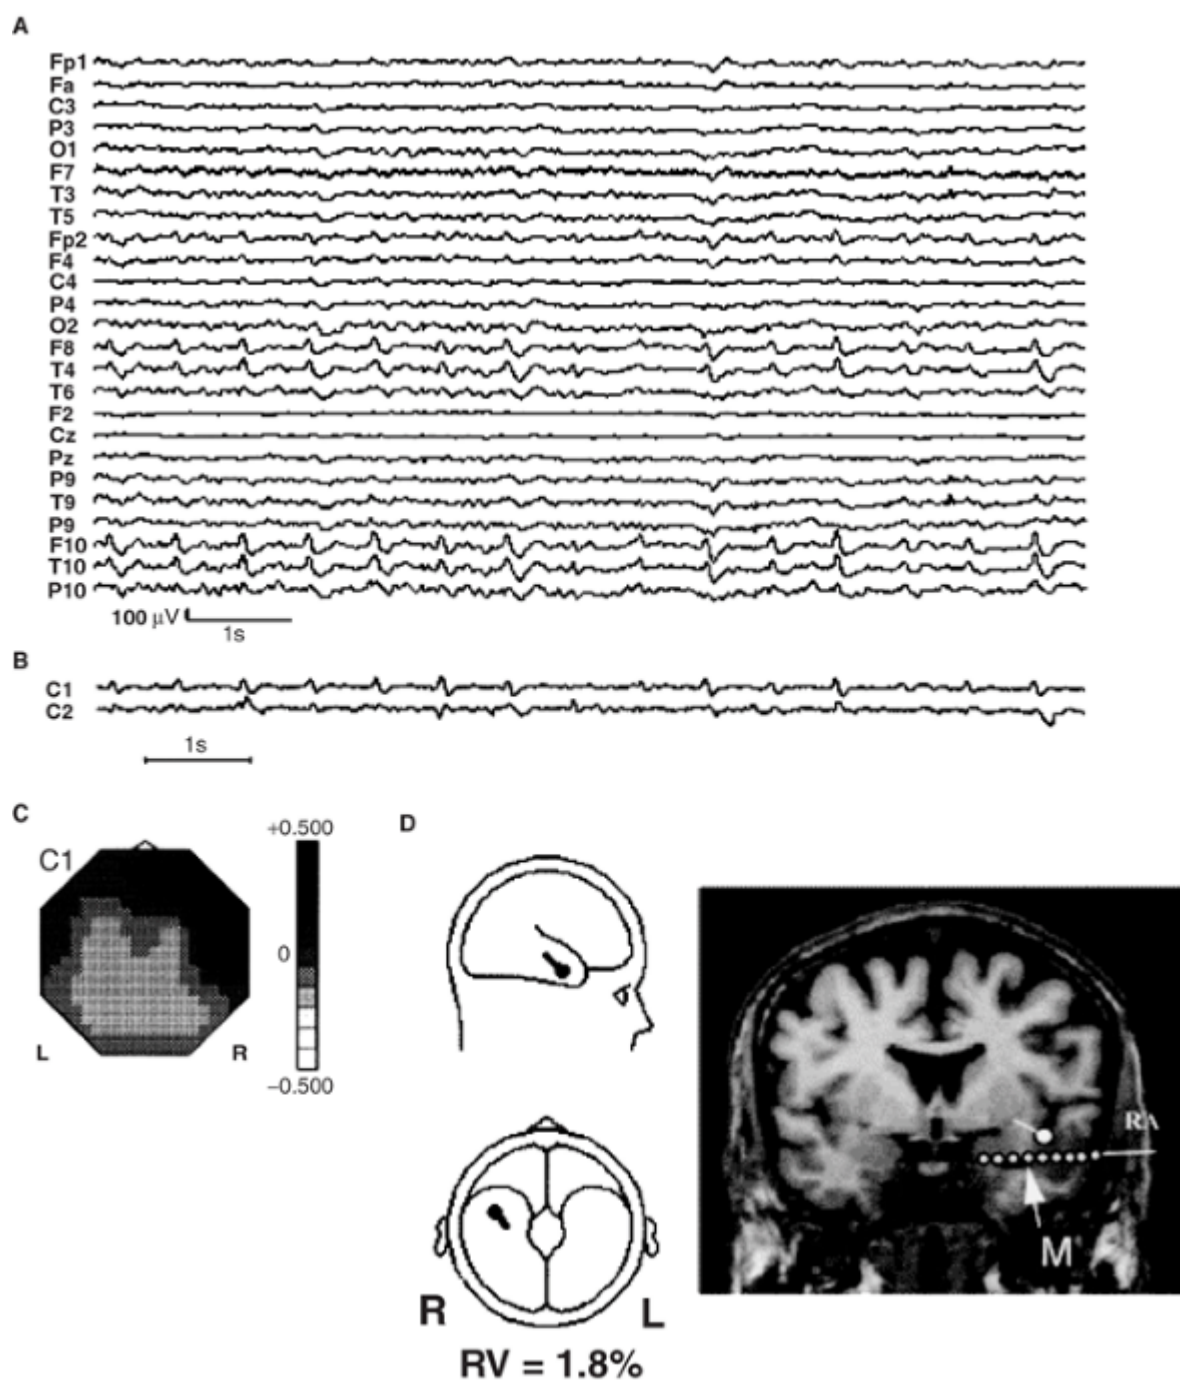 A
Fp1
Fa
C3
P3
O1
F7
T3
T5
Fp2
F4
C4
P4
O2
F8
T4
T6
F2
Cz
Pz
P9
T9
P9
F10
T10
P10
100 μV
1s
B
C1
C2
1s
C
C1
+0.500
0
−0.500
L
R
D
RA
M
R
L
RV = 1.8%